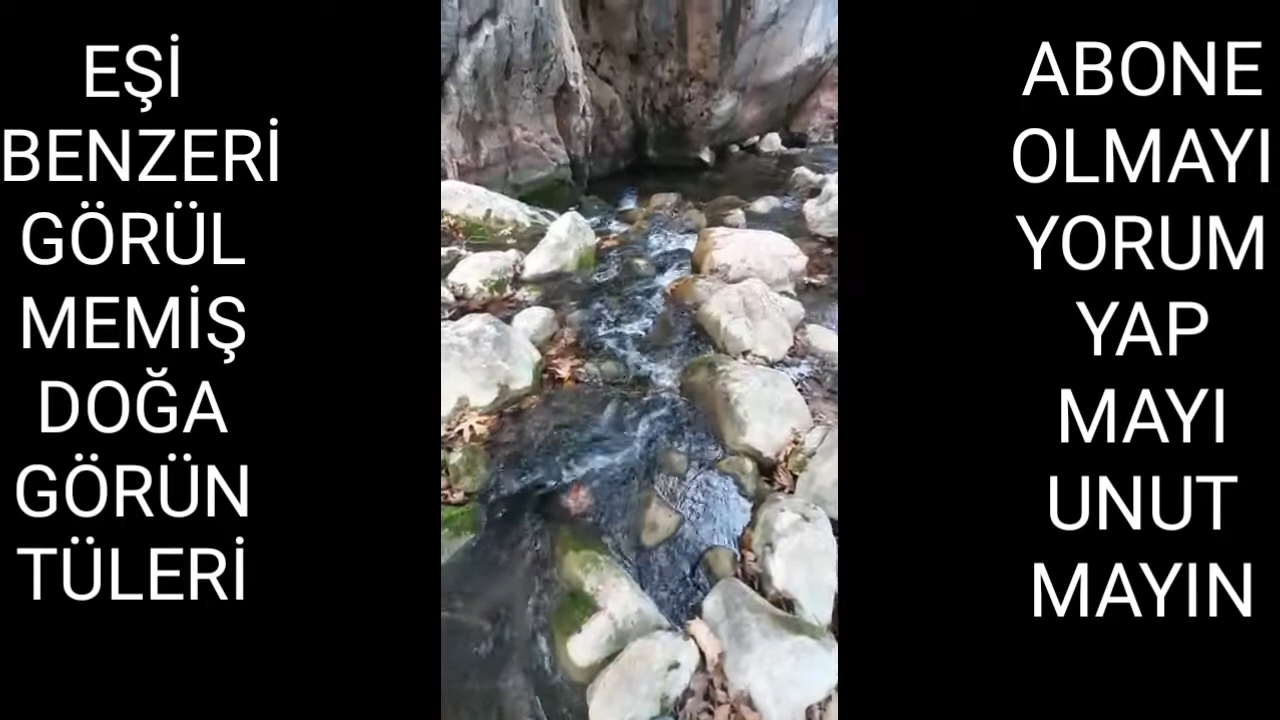 EŞİ
BENZERİ
GÖRÜL
MEMİŞ
DOĞA
GÖRÜN
TÜLERİ
ABONE
OLMAYI
YORUM
YAP
MAYI
UNUT
MAYIN